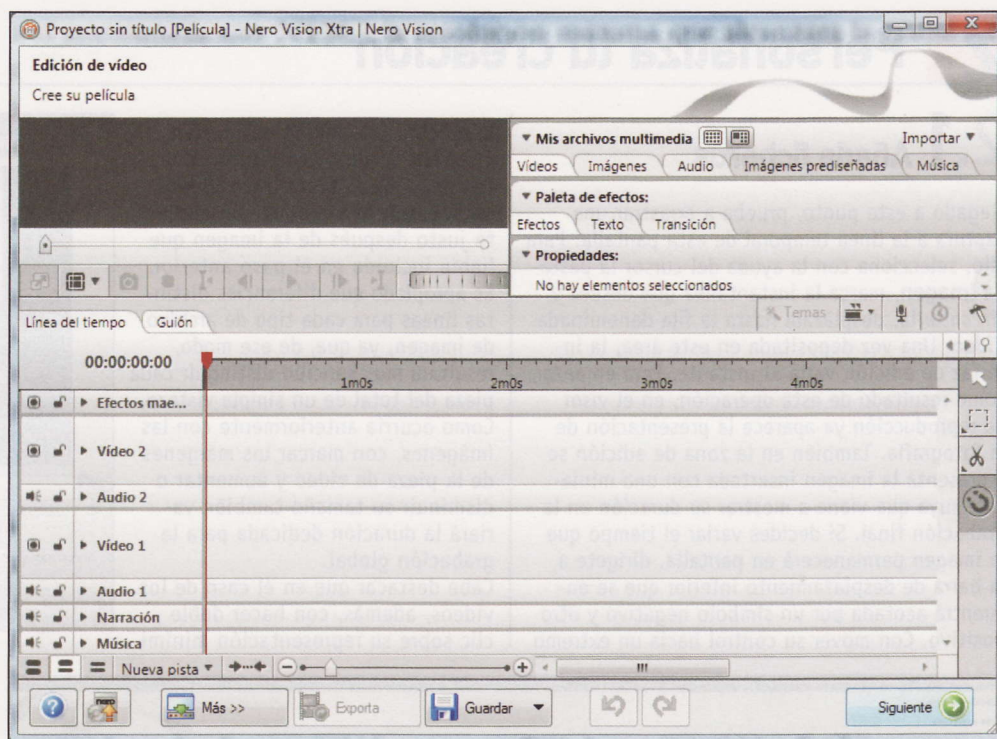 Proyecto sin título [Película] - Nero Vision Xtra | Nero Vision
Edición de vídeo
Cree su película
Mis archivos multimedia
Importar
Vídeos Imágenes Audio Imágenes prediseñadas Música
Paleta de efectos:
Efectos Texto Transición
Propiedades:
No hay elementos seleccionados
Temas
Línea del tiempo Guión
00:00:00:00
1m0s 2m0s 3m0s 4m0s
Efectos mae...
Vídeo 2
Audio 2
Vídeo 1
Audio 1
Narración
Música
Nueva pista
nero Más >> Exporta Guardar Siguiente